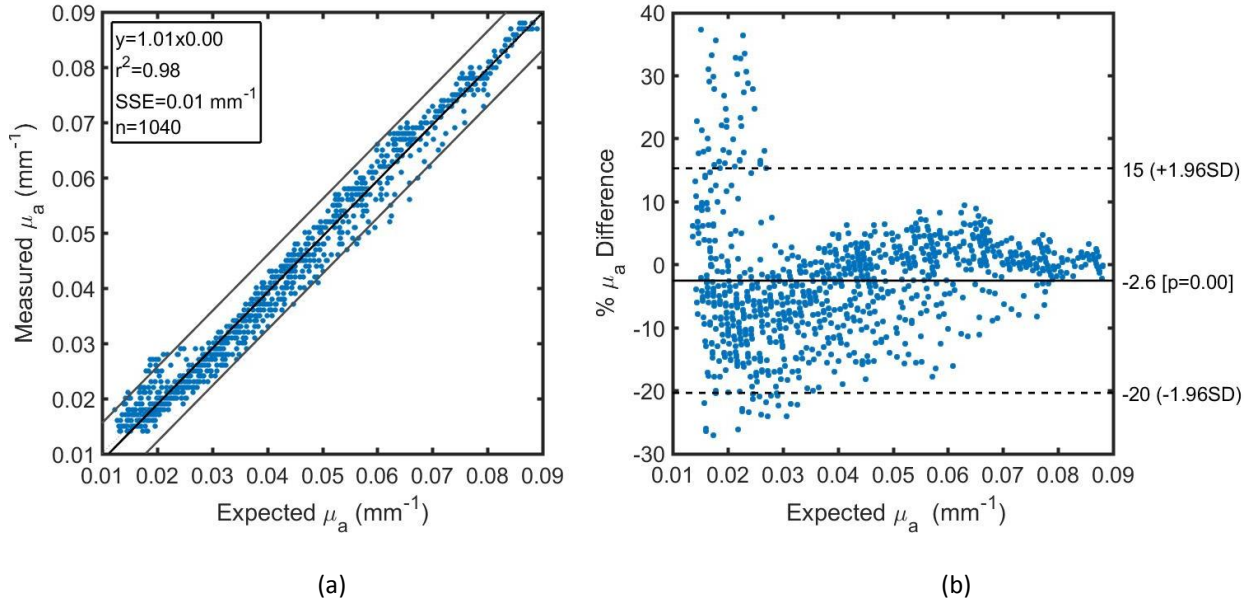 0.09
0.08
0.07
0.06
0.05
0.04
0.03
0.02
0.01
Measured μa (mm-1)
y=1.01x0.00
r2=0.98
SSE=0.01 mm-1
n=1040
0.01 0.02 0.03 0.04 0.05 0.06 0.07 0.08 0.09
Expected μa (mm-1)
(a)
40
30
20
10
0
-10
-20
-30
% μa Difference
15 (+1.96SD)
-2.6 [p=0.00]
-20 (-1.96SD)
0.01 0.02 0.03 0.04 0.05 0.06 0.07 0.08 0.09
Expected μa (mm-1)
(b)